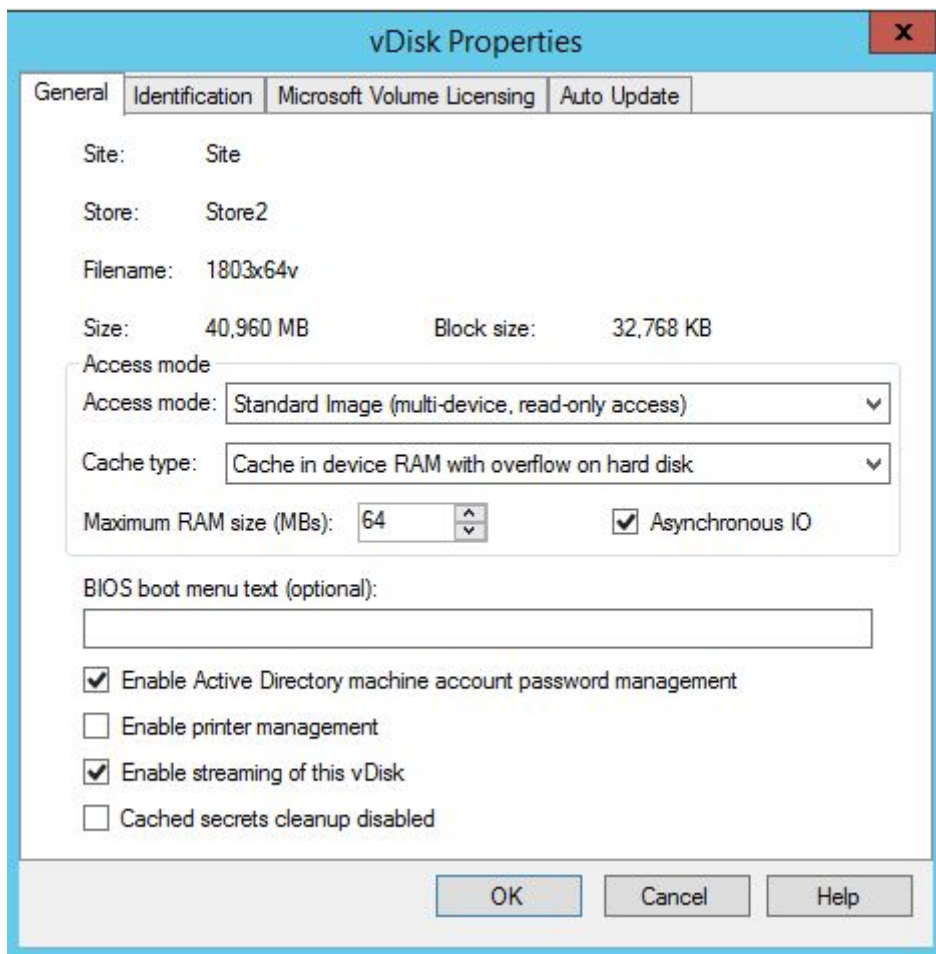 vDisk Properties
x
General Identification Microsoft Volume Licensing Auto Update
Site: Site
Store: Store2
Filename: 1803x64v
Size: 40,960 MB Block size: 32,768 KB
Access mode
Access mode: Standard Image (multi-device, read-only access)
Cache type: Cache in device RAM with overflow on hard disk
Maximum RAM size (MBs): 64 Asynchronous IO
BIOS boot menu text (optional):
Enable Active Directory machine account password management
Enable printer management
Enable streaming of this vDisk
Cached secrets cleanup disabled
OK Cancel Help